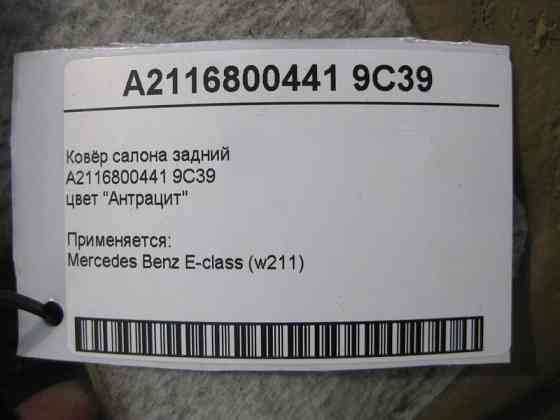 A2116800441 9C39
Ковёр салона задний
A2116800441 9C39
цвет "Антрацит"
Применяется:
Mercedes Benz E-class (w211)